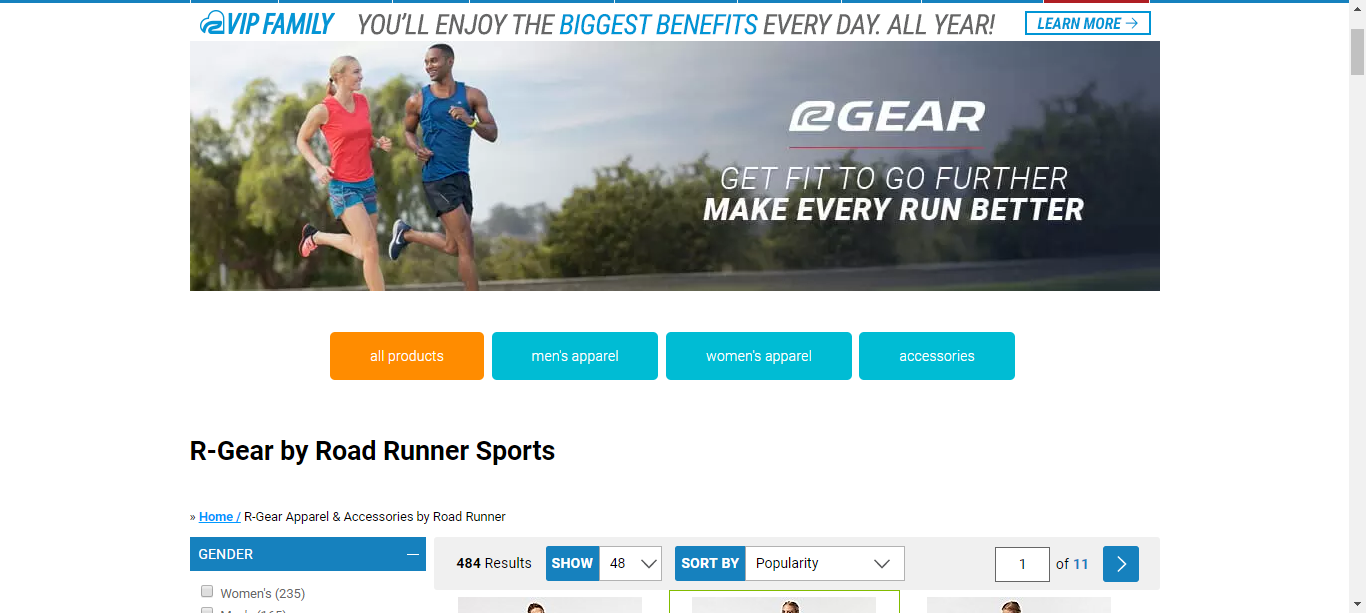 VIP FAMILY YOU'LL ENJOY THE BIGGEST BENEFITS EVERY DAY. ALL YEAR! LEARN MORE →
GEAR
GET FIT TO GO FURTHER
MAKE EVERY RUN BETTER
all products men's apparel women's apparel accessories
R-Gear by Road Runner Sports
» Home / R-Gear Apparel & Accessories by Road Runner
GENDER
484 Results SHOW 48 SORT BY Popularity 1 of 11
Women's (235)